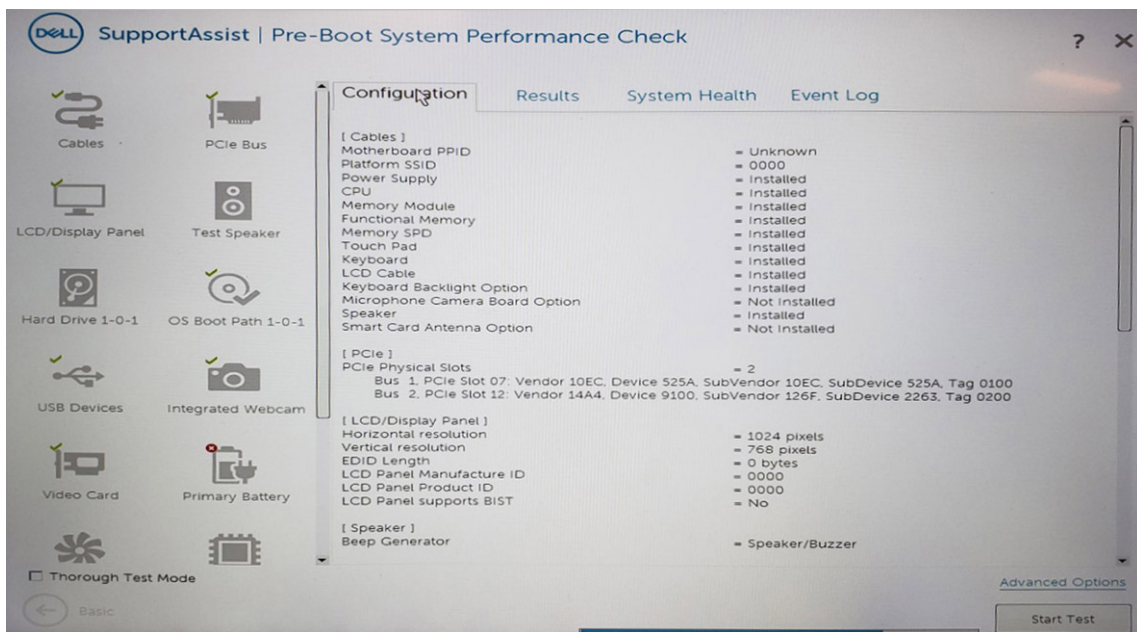 DELL SupportAssist | Pre-Boot System Performance Check
? X
Cables
PCIe Bus
LCD/Display Panel
Test Speaker
Hard Drive 1-0-1
OS Boot Path 1-0-1
USB Devices
Integrated Webcam
Video Card
Primary Battery
Thorough Test Mode
Basic
Configuration Results System Health Event Log
[ Cables ]
Motherboard PPID = Unknown
Platform SSID = 0000
Power Supply = Installed
CPU = Installed
Memory Module = Installed
Functional Memory = Installed
Memory SPD = Installed
Touch Pad = Installed
Keyboard = Installed
LCD Cable = Installed
Keyboard Backlight Option = Installed
Microphone Camera Board Option = Not Installed
Speaker = Installed
Smart Card Antenna Option = Not Installed
[ PCIe ]
PCIe Physical Slots = 2
Bus 1, PCIe Slot 07: Vendor 10EC, Device 525A, SubVendor 10EC, SubDevice 525A, Tag 0100
Bus 2, PCIe Slot 12: Vendor 14A4, Device 9100, SubVendor 126F, SubDevice 2263, Tag 0200
[ LCD/Display Panel ]
Horizontal resolution = 1024 pixels
Vertical resolution = 768 pixels
EDID Length = 0 bytes
LCD Panel Manufacture ID = 0000
LCD Panel Product ID = 0000
LCD Panel supports BIST = No
[ Speaker ]
Beep Generator = Speaker/Buzzer
Advanced Options
Start Test